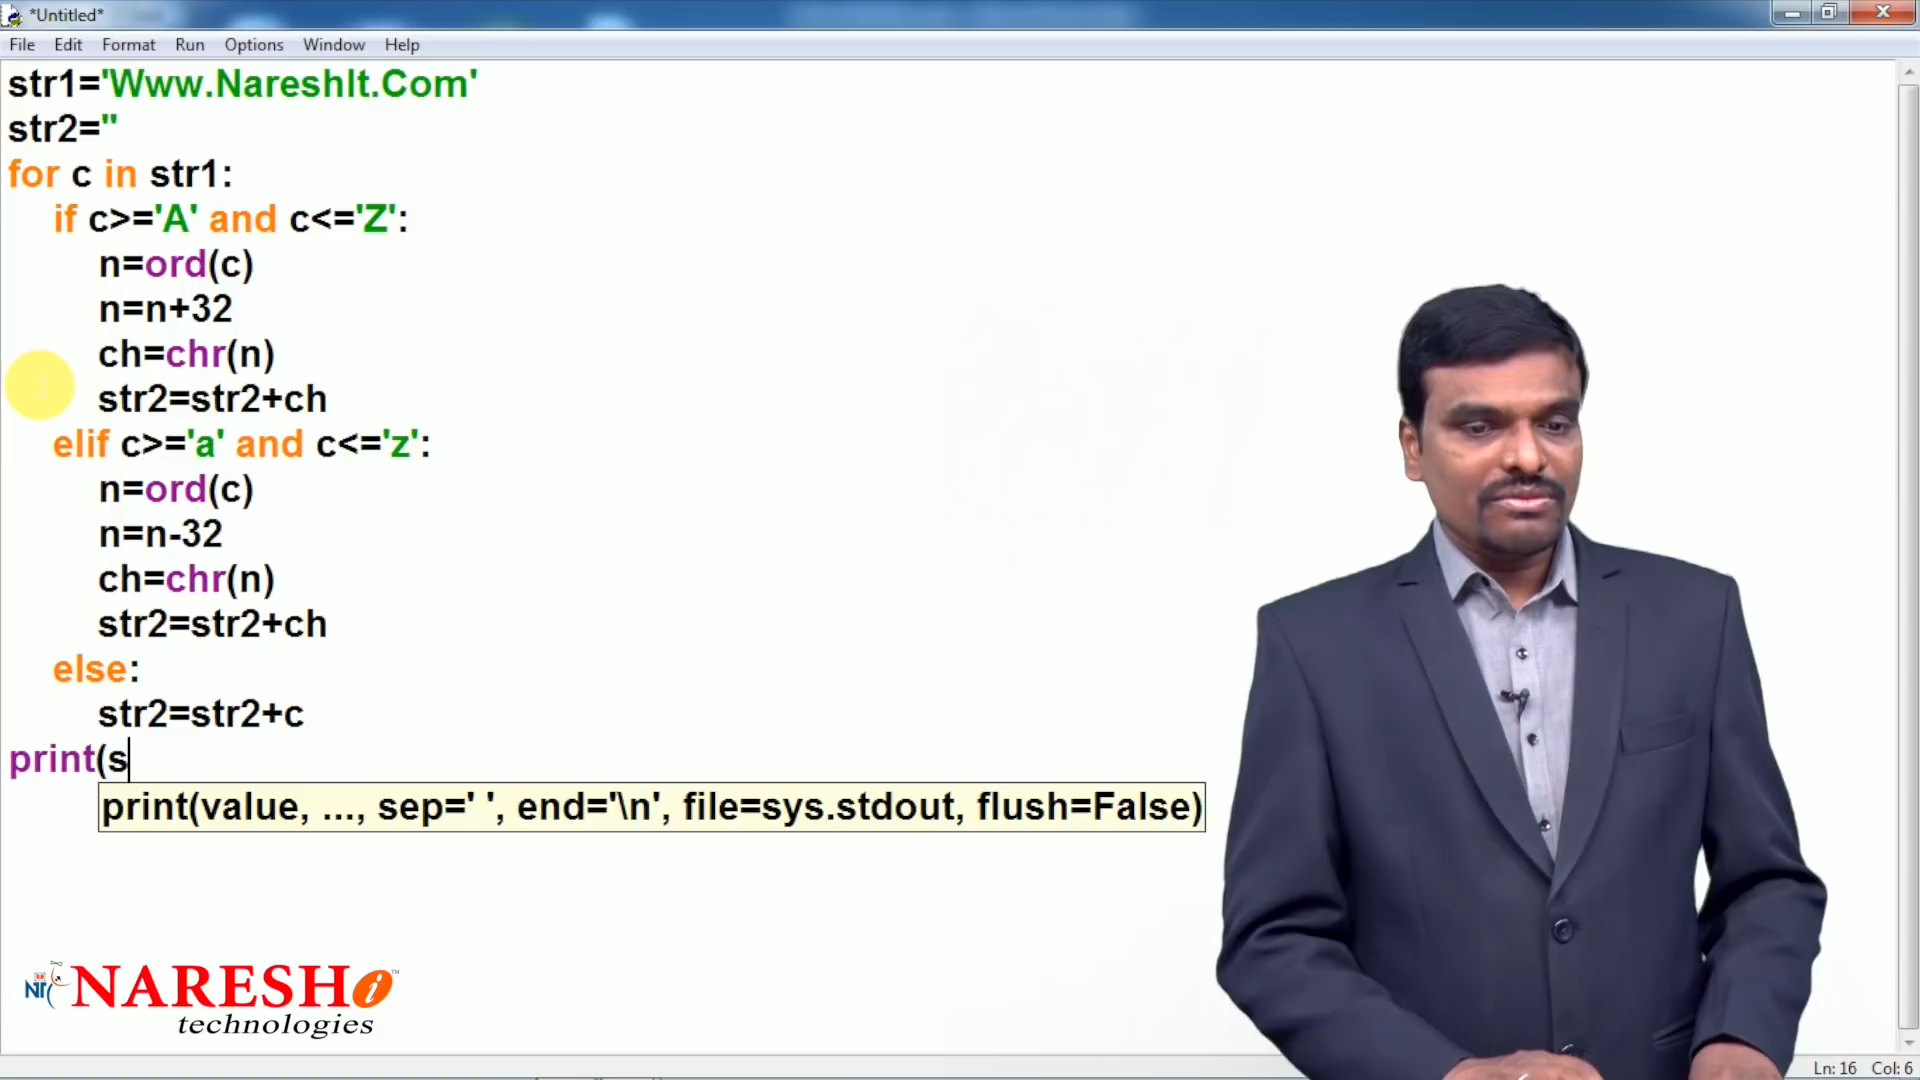 *Untitled*
File Edit Format Run Options Window Help
str1='Www.NareshIt.Com'
str2=''
for c in str1:
if c>='A' and c<='Z':
n=ord(c)
n=n+32
ch=chr(n)
str2=str2+ch
elif c>='a' and c<='z':
n=ord(c)
n=n-32
ch=chr(n)
str2=str2+ch
else:
str2=str2+c
print(s
print(value, ..., sep=' ', end='\n', file=sys.stdout, flush=False)
NARESH i ™
technologies
Ln: 16 Col: 6